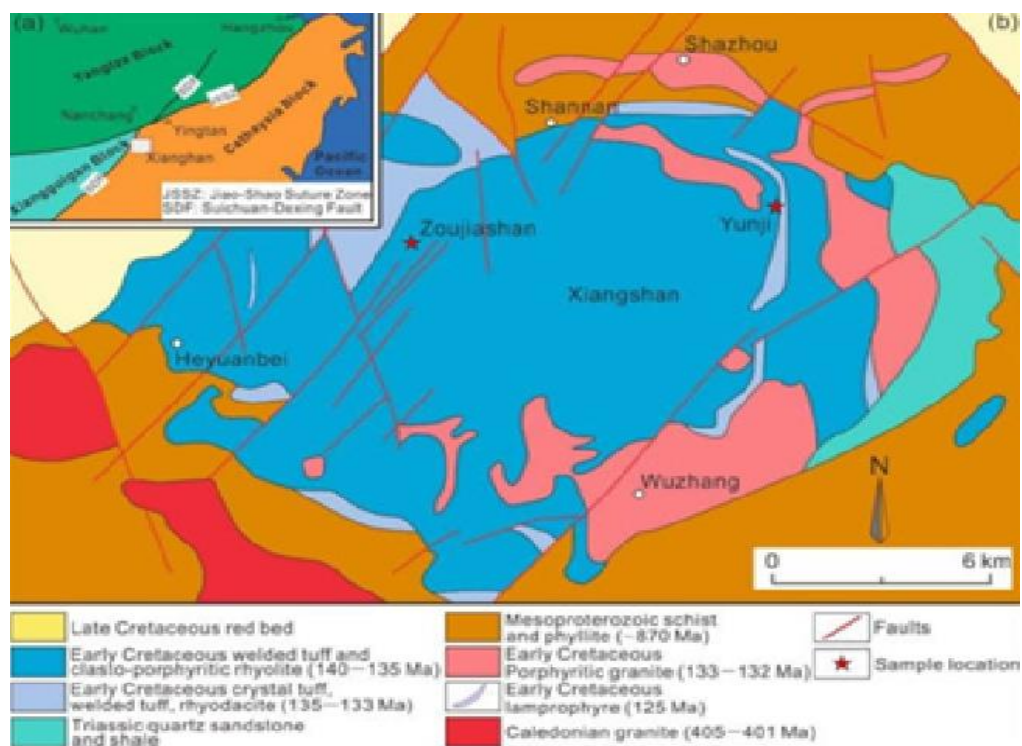 (a)
Wuhan
Hangzhou
Block
Nanchang
Yingtan
Xianghan
Cathaysia Block
Block
Pacific
Ocean
JSSZ: Jiao-Shao Suture Zone
SDF: Suichuan-Dexing Fault
(b)
Shazhou
Shannan
Zoujiashan
Yunji
Xiangshan
Heyuanbei
Wuzhang
N
0 6 km
Late Cretaceous red bed
Early Cretaceous welded tuff and
clasto-porphyritic rhyolite (140−135 Ma)
Early Cretaceous crystal tuff,
welded tuff, rhyodacite (135−133 Ma)
Triassic quartz sandstone
and shale
Mesoproterozoic schist
and phyllite (~870 Ma)
Early Cretaceous
Porphyritic granite (133−132 Ma)
Early Cretaceous
lamprophyre (125 Ma)
Caledonian granite (405−401 Ma)
Faults
Sample location